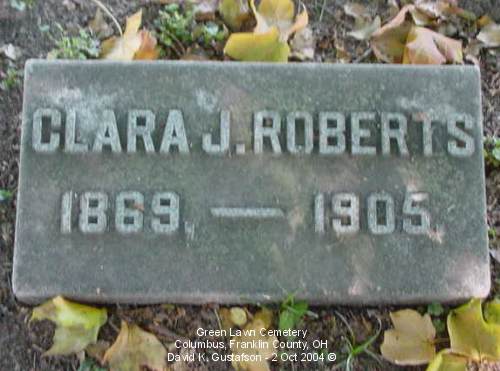 CLARA J. ROBERTS
1869. — 1905.
Green Lawn Cemetery
Columbus, Franklin County, OH
David K. Gustafson - 2 Oct 2004 ©